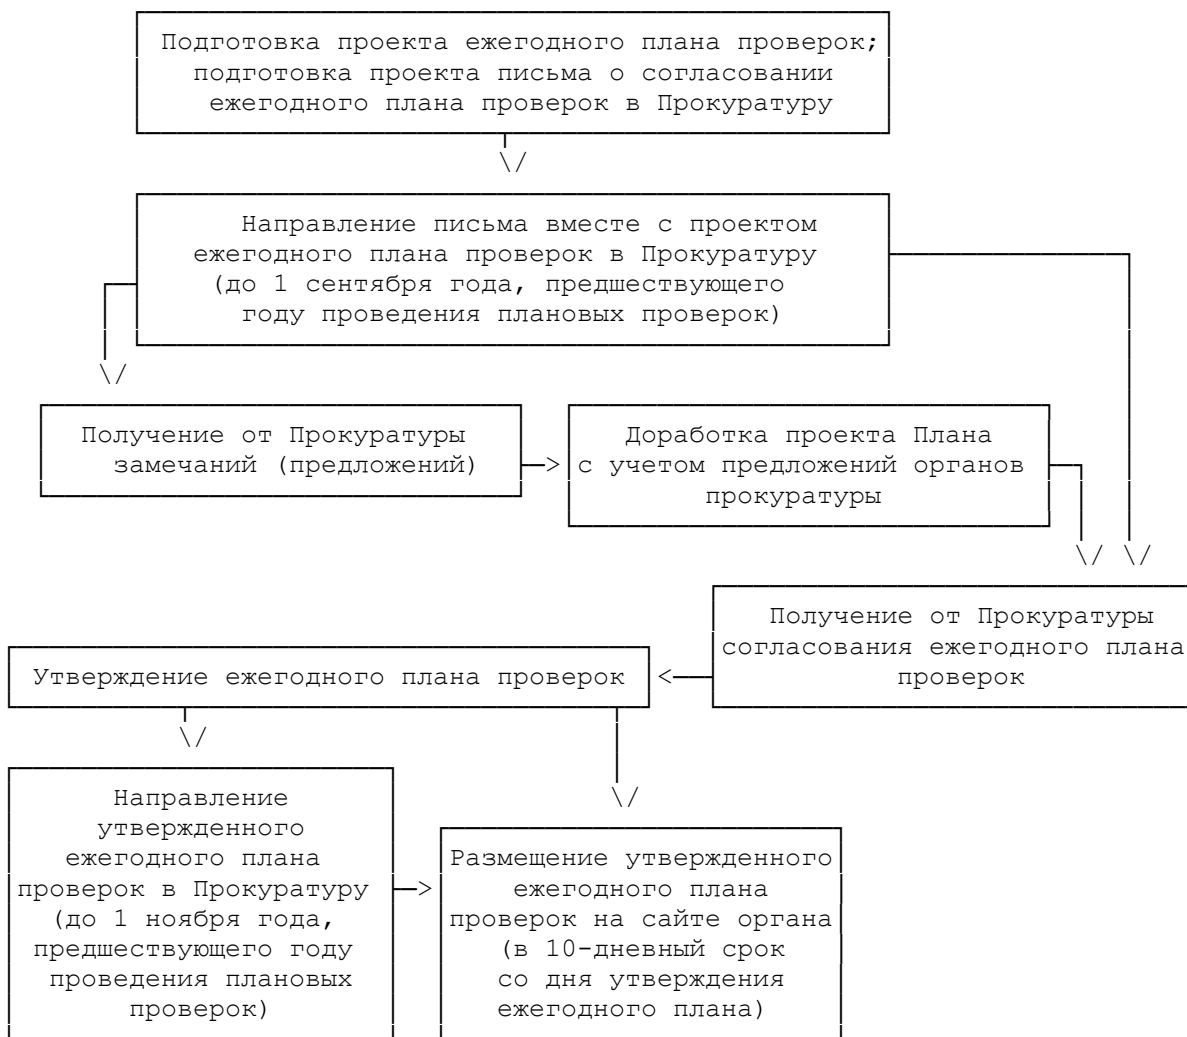 Подготовка проекта ежегодного плана проверок;
подготовка проекта письма о согласовании
ежегодного плана проверок в Прокуратуру
Направление письма вместе с проектом
ежегодного плана проверок в Прокуратуру
(до 1 сентября года, предшествующего
году проведения плановых проверок)
Получение от Прокуратуры
замечаний (предложений)
Доработка проекта Плана
с учетом предложений органов
прокуратуры
Получение от Прокуратуры
согласования ежегодного плана
проверок
Утверждение ежегодного плана проверок
Направление
утвержденного
ежегодного плана
проверок в Прокуратуру
(до 1 ноября года,
предшествующего году
проведения плановых
проверок)
Размещение утвержденного
ежегодного плана
проверок на сайте органа
(в 10-дневный срок
со дня утверждения
ежегодного плана)